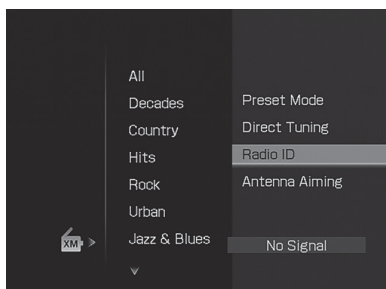 All
Decades
Country
Hits
Rock
Urban
XM
Jazz & Blues
Preset Mode
Direct Tuning
Radio ID
Antenna Aiming
No Signal